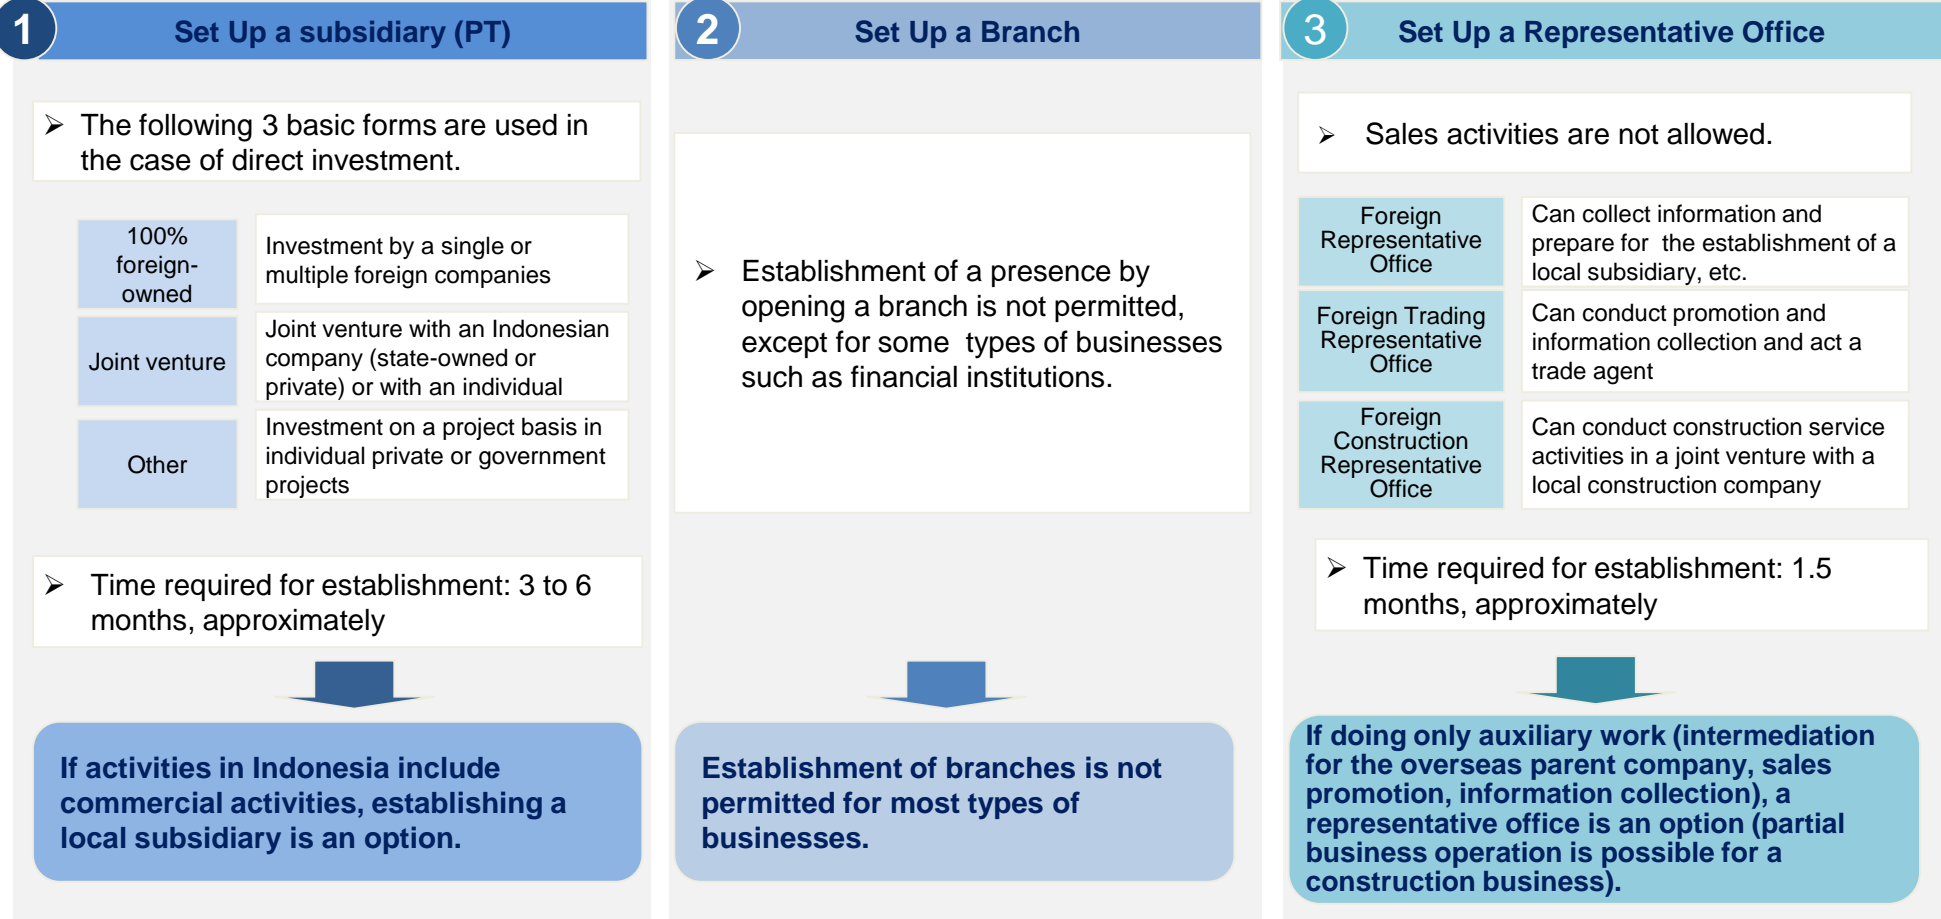 1
Set Up a subsidiary (PT)
➢ The following 3 basic forms are used in
the case of direct investment.
100%
foreign-
owned
Investment by a single or
multiple foreign companies
Joint venture
Joint venture with an Indonesian
company (state-owned or
private) or with an individual
Other
Investment on a project basis in
individual private or government
projects
➢ Time required for establishment: 3 to 6
months, approximately
If activities in Indonesia include
commercial activities, establishing a
local subsidiary is an option.
2
Set Up a Branch
➢ Establishment of a presence by
opening a branch is not permitted,
except for some types of businesses
such as financial institutions.
Establishment of branches is not
permitted for most types of
businesses.
3
Set Up a Representative Office
➢ Sales activities are not allowed.
Foreign
Representative
Office
Can collect information and
prepare for the establishment of a
local subsidiary, etc.
Foreign Trading
Representative
Office
Can conduct promotion and
information collection and act a
trade agent
Foreign
Construction
Representative
Office
Can conduct construction service
activities in a joint venture with a
local construction company
➢ Time required for establishment: 1.5
months, approximately
If doing only auxiliary work (intermediation
for the overseas parent company, sales
promotion, information collection), a
representative office is an option (partial
business operation is possible for a
construction business).